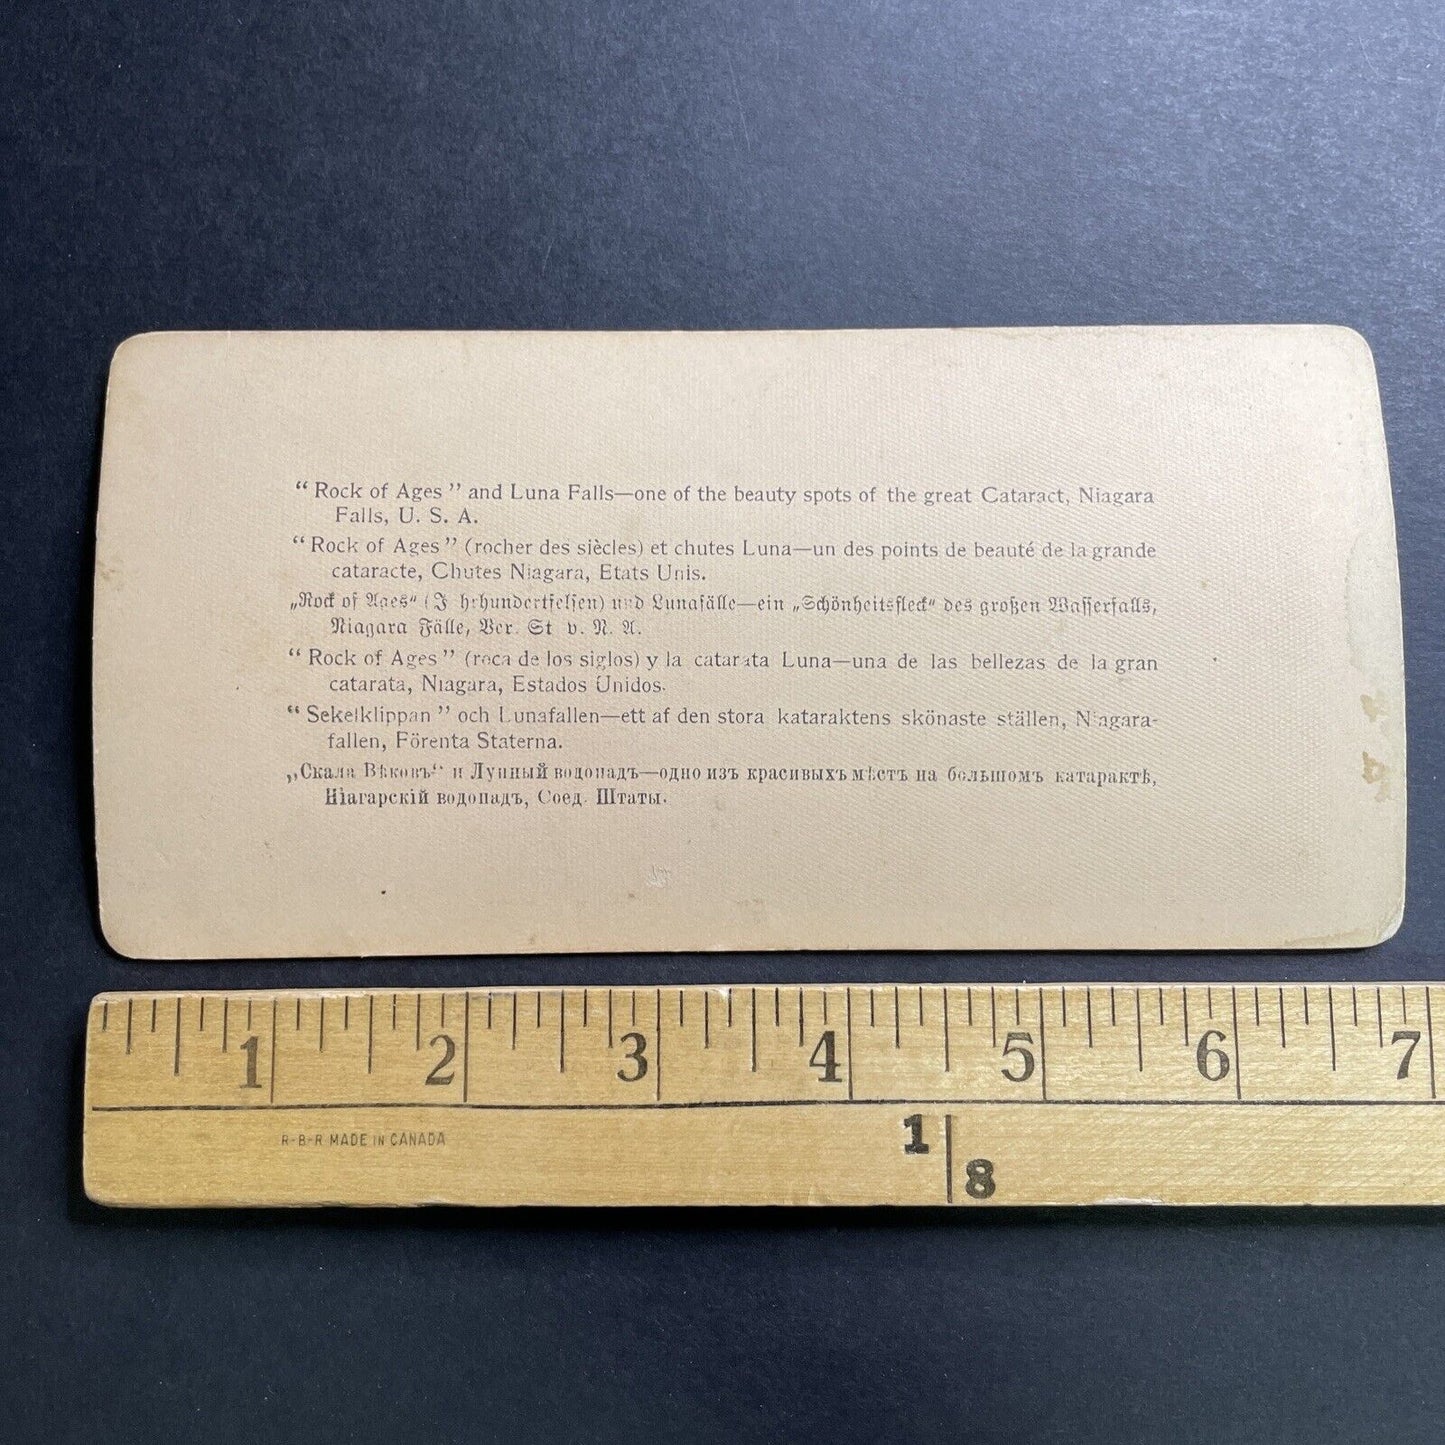 “ Rock of Ages ” and Luna Falls—one of the beauty spots of the great Cataract, Niagara
Falls, U. S. A.
“ Rock of Ages ” (rocher des siècles) et chutes Luna—un des points de beauté de la grande
cataracte, Chutes Niagara, Etats Unis.
„Rock of Ages“ (J hrhundertfelsen) und Lunafälle—ein „Schönheitsfleck“ des großen Wasserfalls,
Niagara Fälle, Ver. St v. N. A.
“ Rock of Ages ” (roca de los siglos) y la catarata Luna—una de las bellezas de la gran
catarata, Niagara, Estados Unidos.
“ Sekelklippan ” och Lunafallen—ett af den stora kataraktens skönaste ställen, Niagara-
fallen, Förenta Staterna.
„Скала Вѣковъ“ и Лунный водопадъ—одно изъ красивыхъ мѣстъ на большомъ катарактѣ,
Ніагарскій водопадъ, Соед. Штаты.
1 2 3 4 5 6 7
R-B-R MADE IN CANADA
1
8